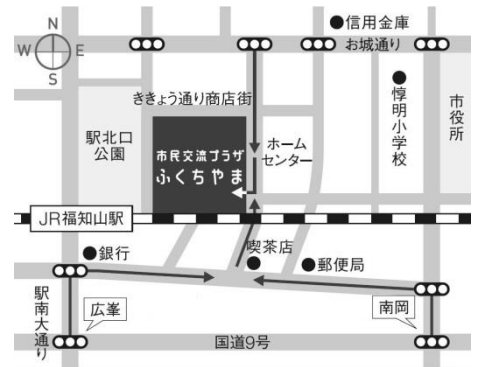 N
W E
S
信用金庫
お城通り
ききょう通り商店街
惇明小学校
市役所
駅北口
公園
市民交流プラザ
ふくちやま
ホーム
センター
JR福知山駅
喫茶店
銀行
郵便局
駅南大通り
広峯
南岡
国道9号